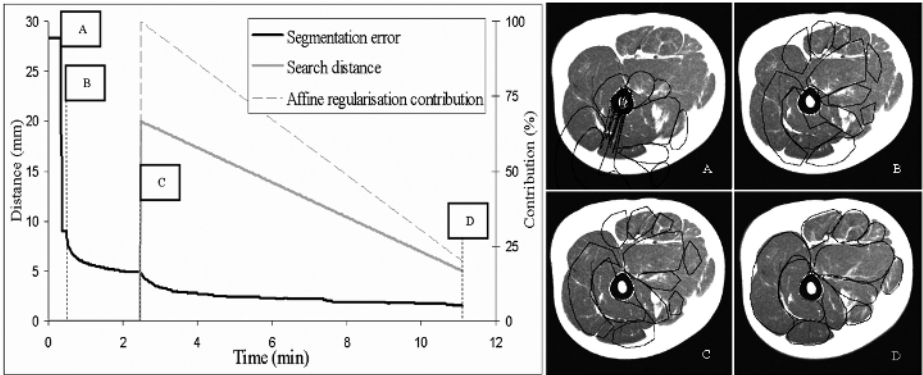 30
25
20
15
10
5
0
Distance (mm)
0 2 4 6 8 10 12
Time (min)
100
75
50
25
0
Contribution (%)
Segmentation error
Search distance
Affine regularisation contribution
A
B
C
D
A
B
C
D